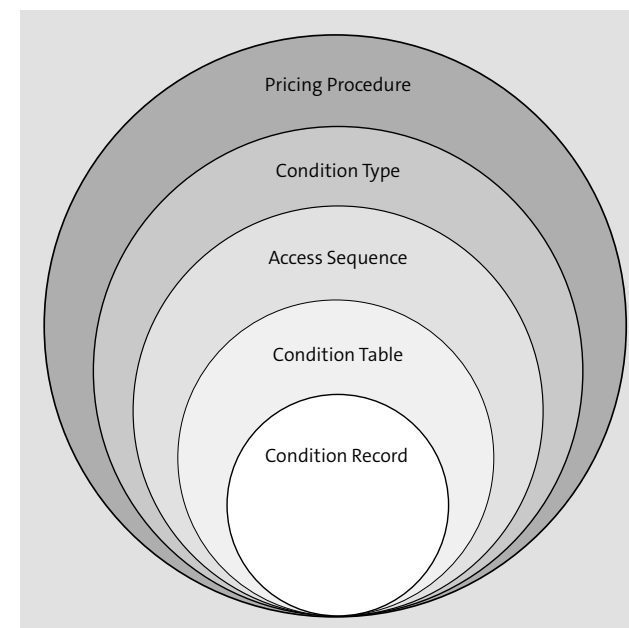 Pricing Procedure
Condition Type
Access Sequence
Condition Table
Condition Record